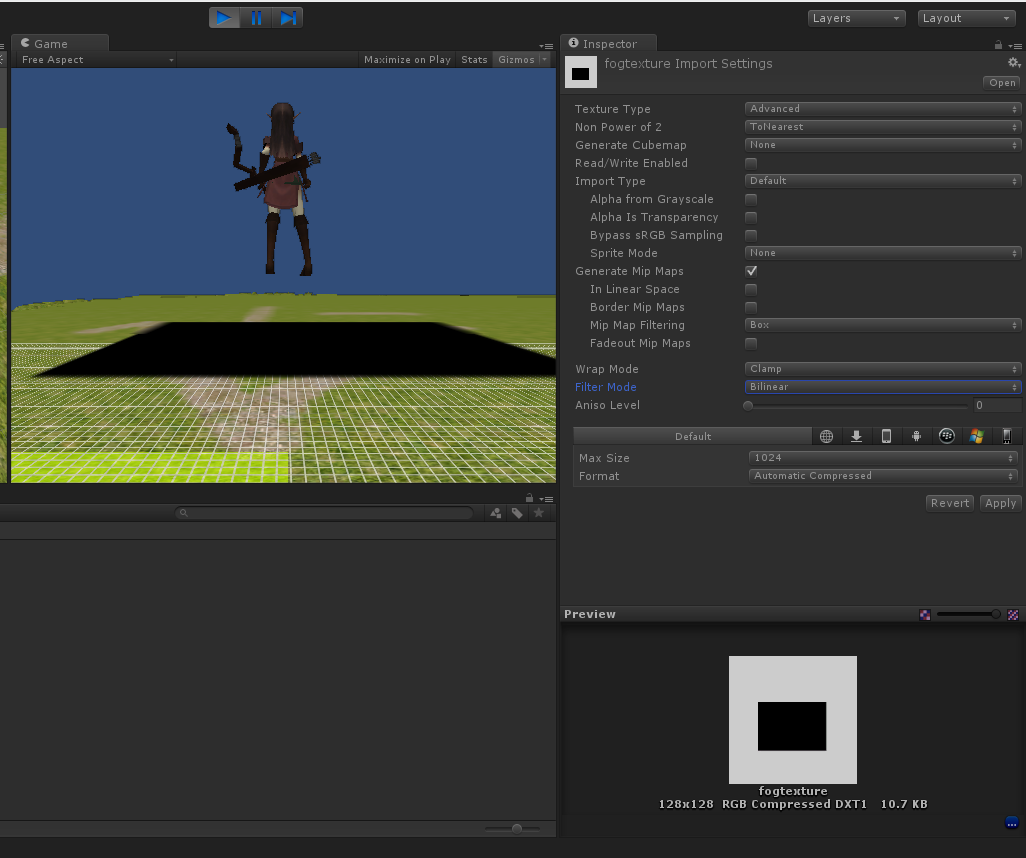 Layers
Layout
Game
Inspector
Free Aspect
Maximize on Play
Stats
Gizmos
fogtexture Import Settings
Open
Texture Type
Advanced
Non Power of 2
ToNearest
Generate Cubemap
None
Read/Write Enabled
Import Type
Default
Alpha from Grayscale
Alpha Is Transparency
Bypass sRGB Sampling
Sprite Mode
None
Generate Mip Maps
In Linear Space
Border Mip Maps
Mip Map Filtering
Box
Fadeout Mip Maps
Wrap Mode
Clamp
Filter Mode
Bilinear
Aniso Level
0
Default
Max Size
1024
Format
Automatic Compressed
Revert
Apply
Preview
fogtexture
128x128 RGB Compressed DXT1 10.7 KB